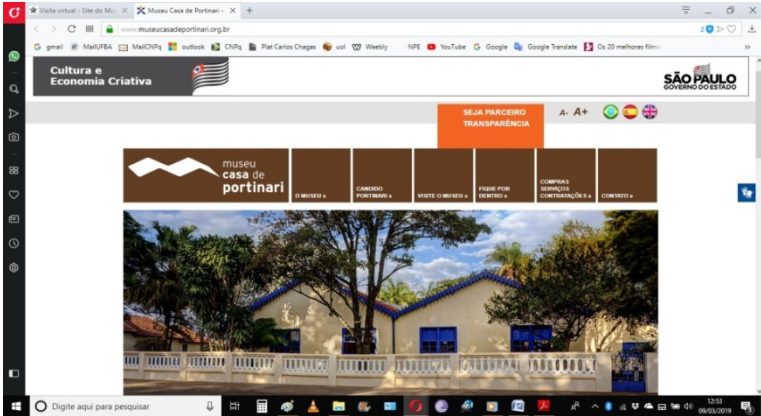 Visita virtual - Site do Mus
Museu Casa de Portinari -
www.museucasadeportinari.org.br
2
G gmail
MailUFBA
MailCNPq
outlook
CNPq
Plat Carlos Chagas
uol
Weebly
NPE
YouTube
G Google
Google Translate
Os 20 melhores film
Cultura e
Economia Criativa
SÃO PAULO
GOVERNO DO ESTADO
SEJA PARCEIRO
TRANSPARÊNCIA
A- A+
museu
casa de
portinari
O MUSEU »
CANDIDO
PORTINARI »
VISITE O MUSEU »
FIQUE POR
DENTRO »
COMPRAS
SERVIÇOS
CONTRATAÇÕES »
CONTATO »
Digite aqui para pesquisar
12:53
09/03/2019